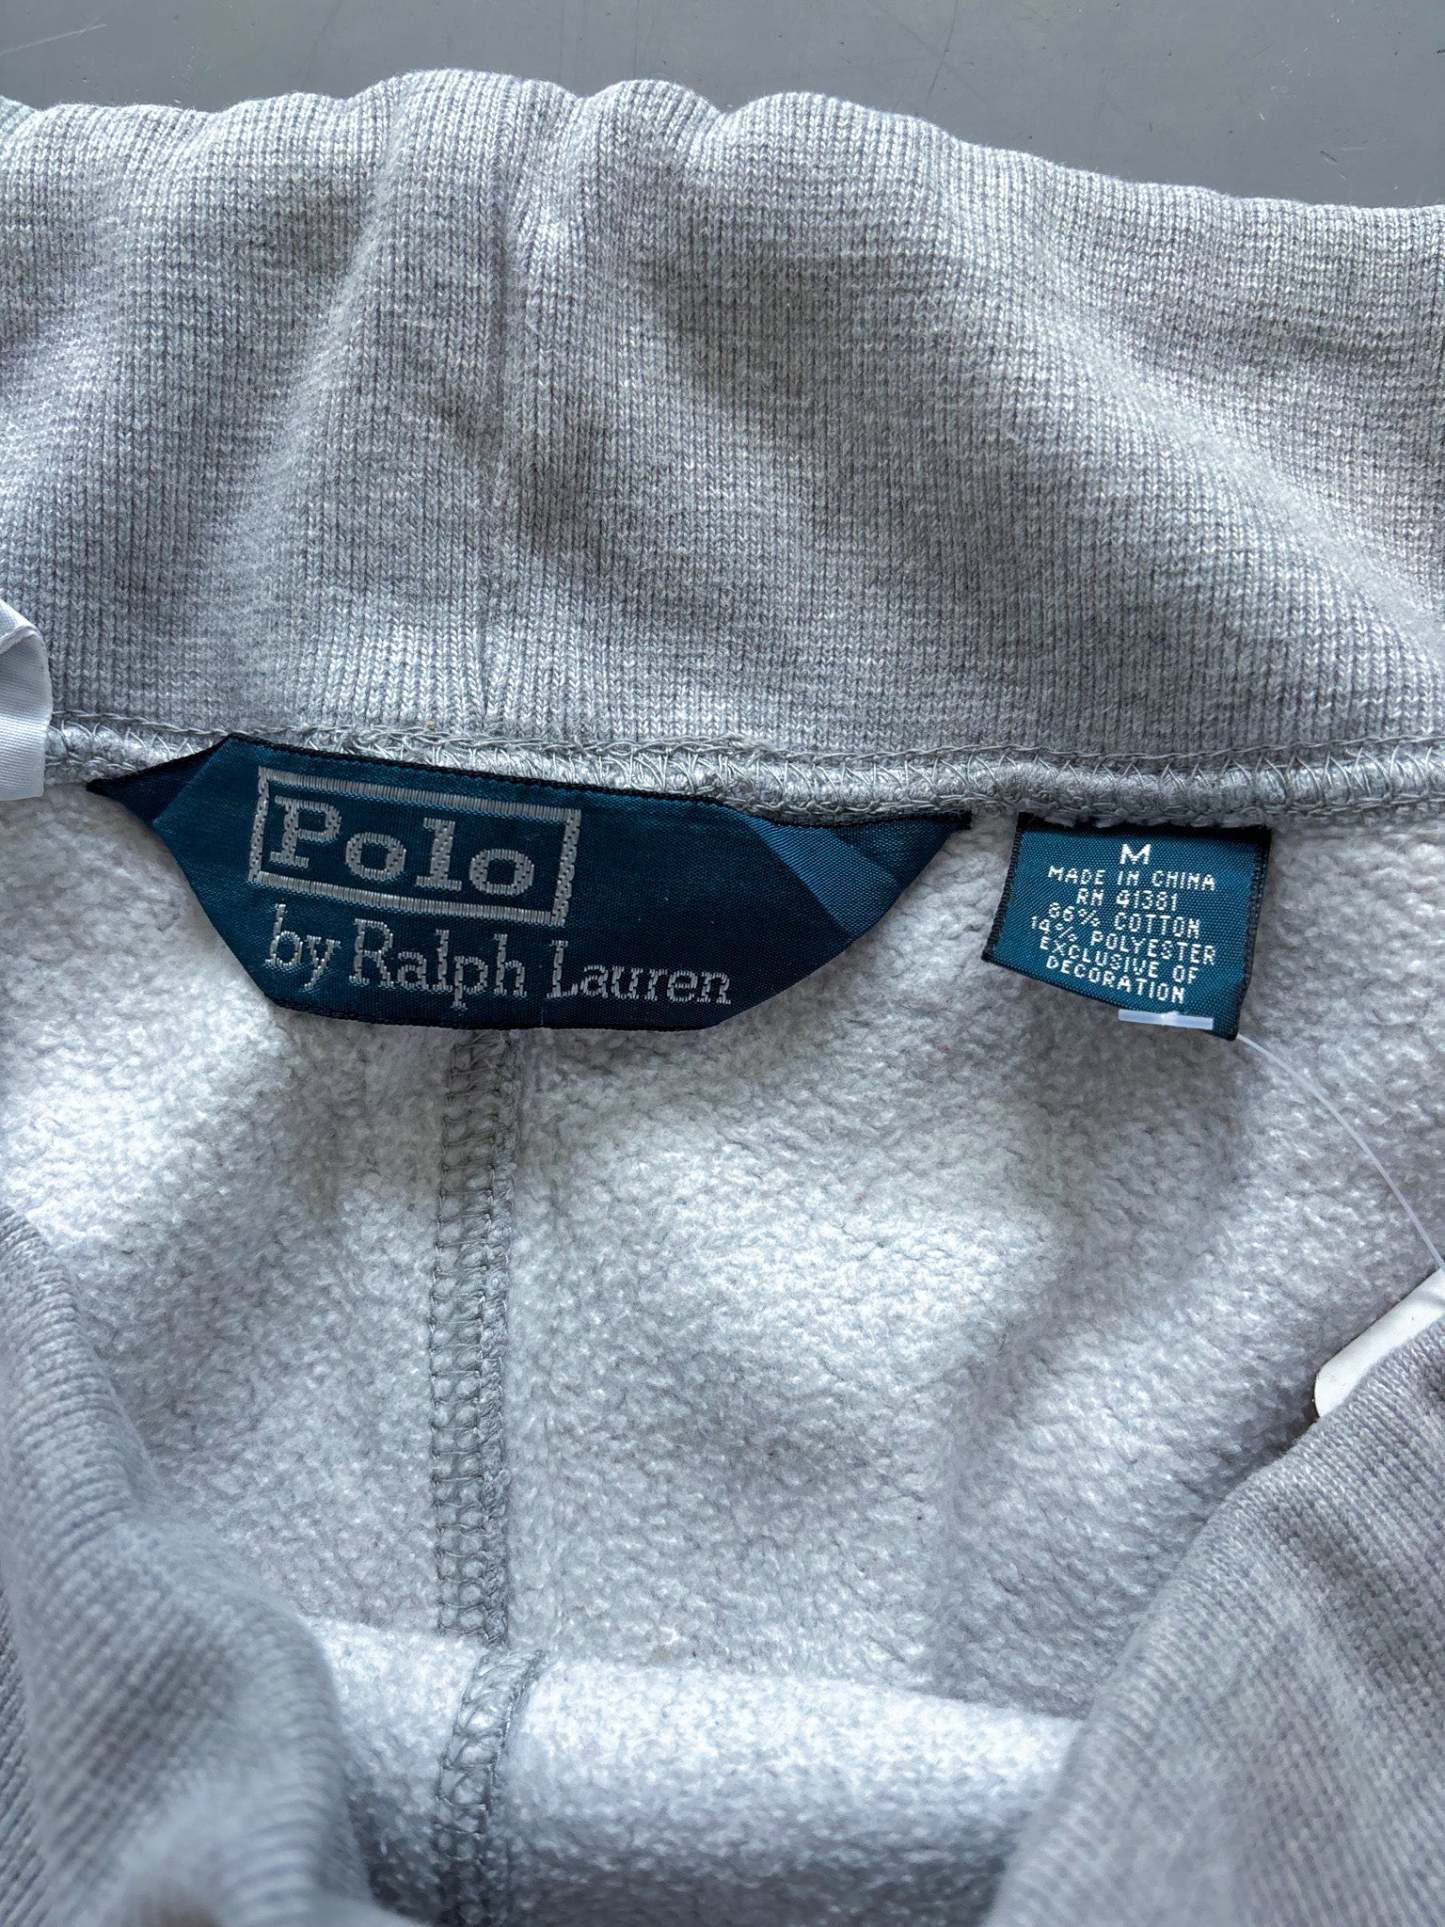 Polo
by Ralph Lauren
M
MADE IN CHINA
RN 41381
86% COTTON
14% POLYESTER
EXCLUSIVE OF
DECORATION